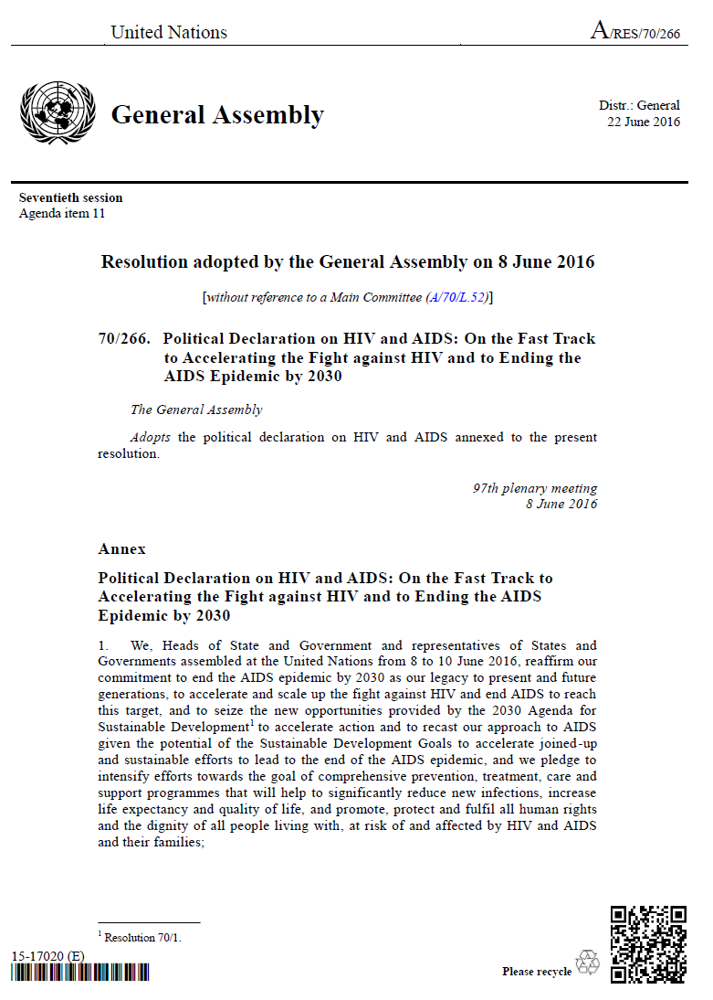 United Nations
A/RES/70/266
General Assembly
Distr.: General
22 June 2016
Seventieth session
Agenda item 11
Resolution adopted by the General Assembly on 8 June 2016
[without reference to a Main Committee (A/70/L.52)]
70/266. Political Declaration on HIV and AIDS: On the Fast Track
to Accelerating the Fight against HIV and to Ending the
AIDS Epidemic by 2030
The General Assembly
Adopts the political declaration on HIV and AIDS annexed to the present
resolution.
97th plenary meeting
8 June 2016
Annex
Political Declaration on HIV and AIDS: On the Fast Track to
Accelerating the Fight against HIV and to Ending the AIDS
Epidemic by 2030
1. We, Heads of State and Government and representatives of States and
Governments assembled at the United Nations from 8 to 10 June 2016, reaffirm our
commitment to end the AIDS epidemic by 2030 as our legacy to present and future
generations, to accelerate and scale up the fight against HIV and end AIDS to reach
this target, and to seize the new opportunities provided by the 2030 Agenda for
Sustainable Development1 to accelerate action and to recast our approach to AIDS
given the potential of the Sustainable Development Goals to accelerate joined-up
and sustainable efforts to lead to the end of the AIDS epidemic, and we pledge to
intensify efforts towards the goal of comprehensive prevention, treatment, care and
support programmes that will help to significantly reduce new infections, increase
life expectancy and quality of life, and promote, protect and fulfil all human rights
and the dignity of all people living with, at risk of and affected by HIV and AIDS
and their families;
1 Resolution 70/1.
15-17020 (E)
Please recycle